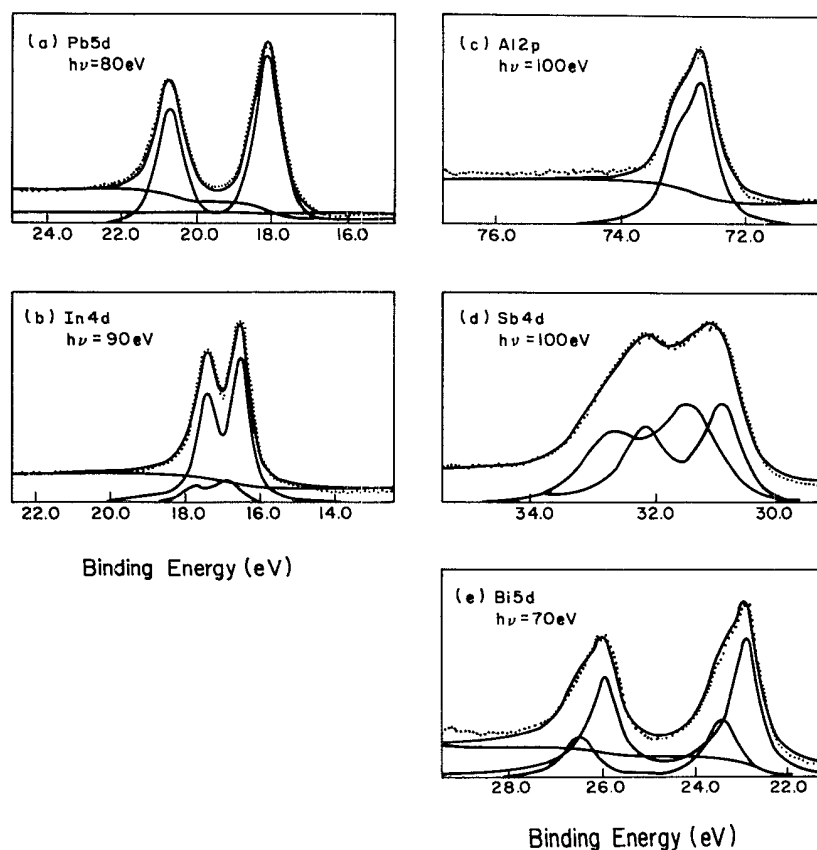 (a) Pb5d
hν=80eV
24.0 22.0 20.0 18.0 16.0
(b) In4d
hν=90eV
22.0 20.0 18.0 16.0 14.0
Binding Energy (eV)
(c) Al2p
hν=100eV
76.0 74.0 72.0
(d) Sb4d
hν=100eV
34.0 32.0 30.0
(e) Bi5d
hν=70eV
28.0 26.0 24.0 22.0
Binding Energy (eV)